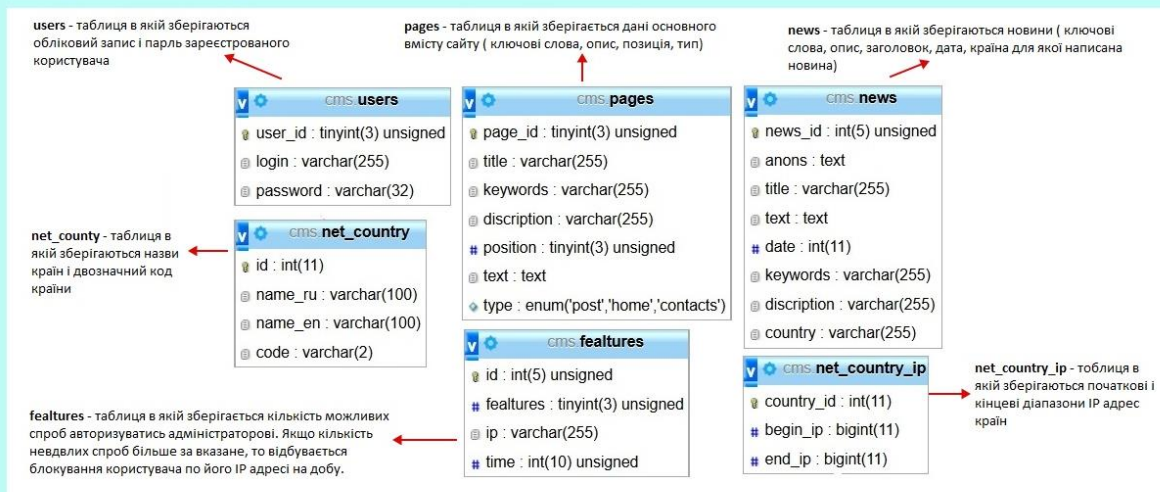 users - таблиця в якій зберігаються
обліковий запис і парль зареєстрованого
користувача
pages - таблиця в якій зберігається дані основного
вмісту сайту ( ключові слова, опис, позиція, тип)
news - таблиця в якій зберігаються новини ( ключові
слова, опис, заголовок, дата, країна для якої написана
новина)
v cms.users
user_id : tinyint(3) unsigned
login : varchar(255)
password : varchar(32)
v cms.pages
page_id : tinyint(3) unsigned
title : varchar(255)
keywords : varchar(255)
discription : varchar(255)
# position : tinyint(3) unsigned
text : text
type : enum('post','home','contacts')
v cms.news
news_id : int(5) unsigned
anons : text
title : varchar(255)
text : text
# date : int(11)
keywords : varchar(255)
discription : varchar(255)
country : varchar(255)
net_county - таблиця в
якій зберігаються назви
країн і двозначний код
країни
v cms.net_country
id : int(11)
name_ru : varchar(100)
name_en : varchar(100)
code : varchar(2)
v cms.fealtures
id : int(5) unsigned
# fealtures : tinyint(3) unsigned
ip : varchar(255)
# time : int(10) unsigned
v cms.net_country_ip
country_id : int(11)
# begin_ip : bigint(11)
# end_ip : bigint(11)
net_country_ip - тоблиця в
якій зберігаються початкові і
кінцеві діапазони IP адрес
країн
fealtures - таблиця в якій зберігається кількість можливих
спроб авторизуватись адміністраторові. Якщо кількість
невдвлих спроб більше за вказане, то відбувається
блокування користувача по його IP адресі на добу.